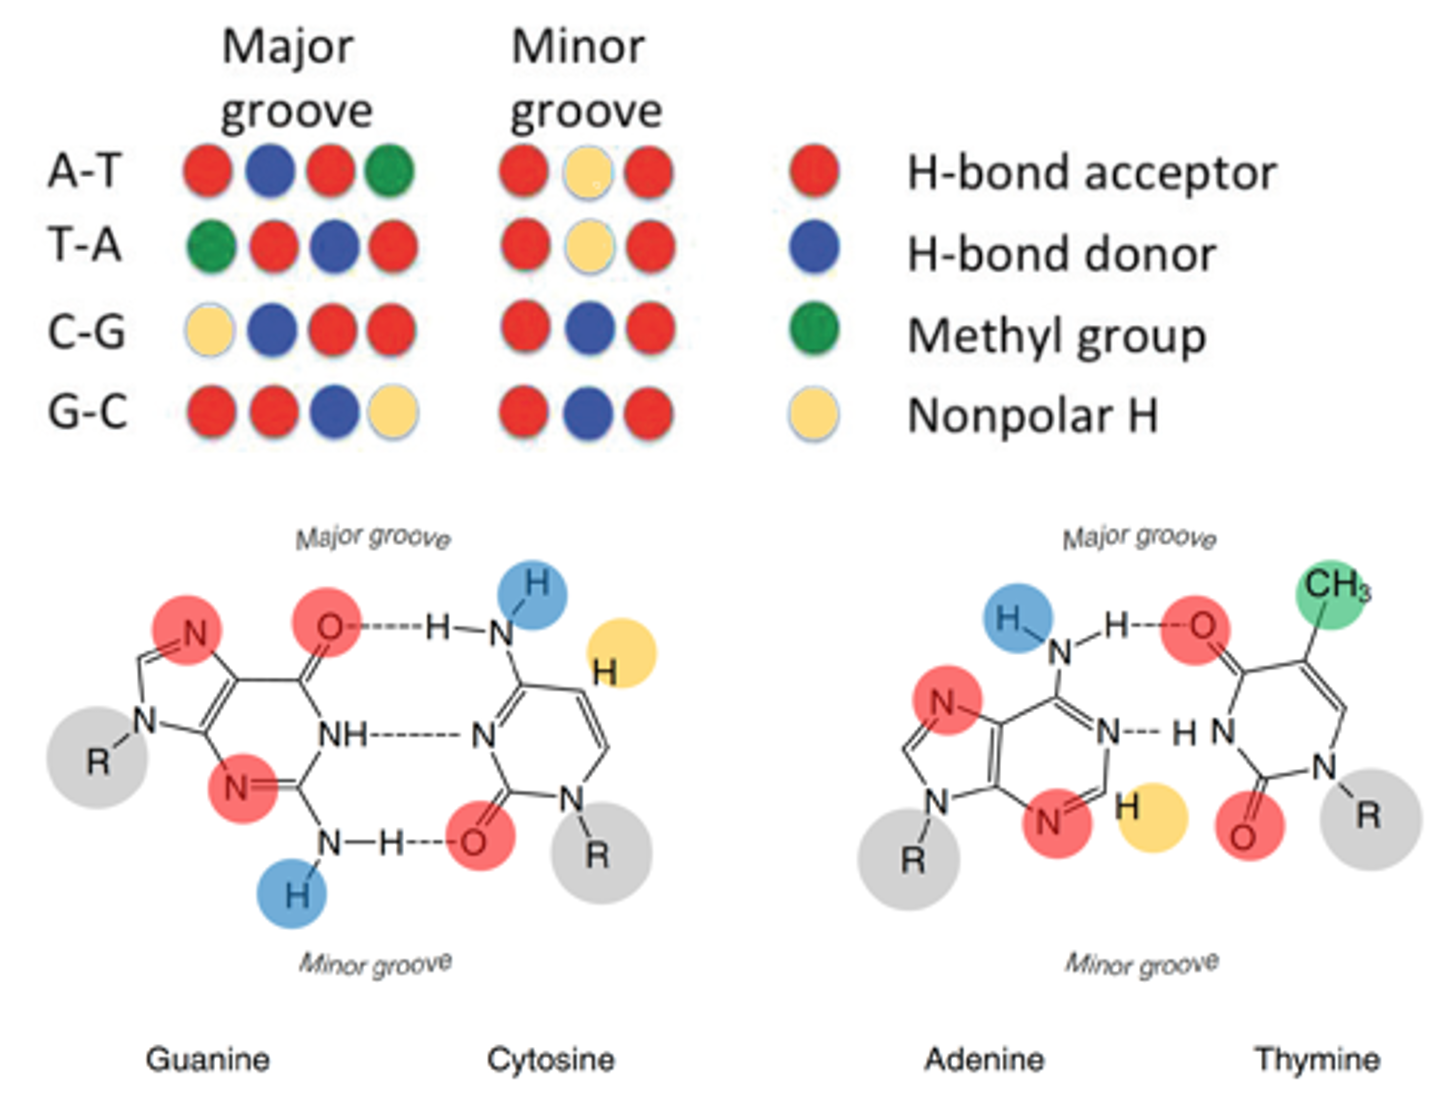 Major Minor
groove groove
A-T H-bond acceptor
T-A H-bond donor
C-G Methyl group
G-C Nonpolar H
Major groove Major groove
H CH₃
N O H N H H N H O
H
N N
N NH N H N N H N
R N N O N R
N H O N H O N R
H R
Minor groove Minor groove
Guanine Cytosine Adenine Thymine